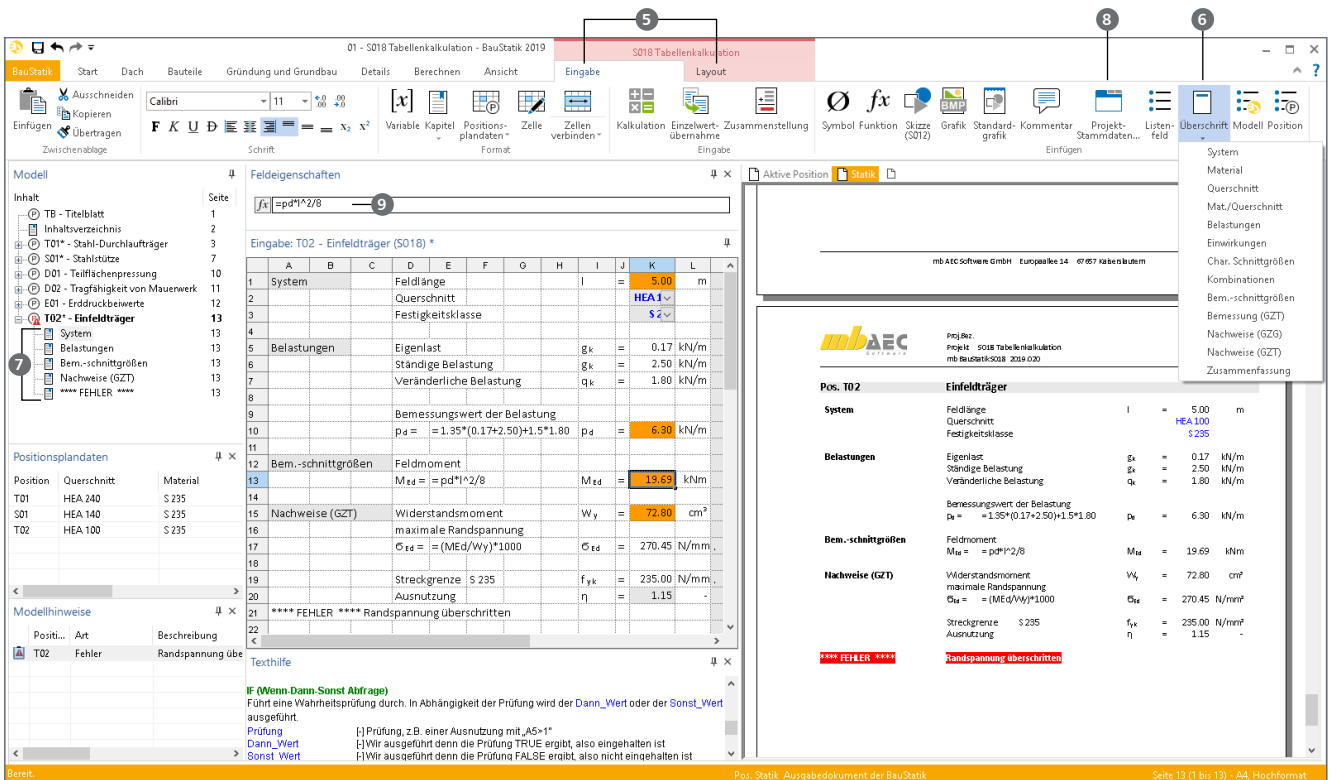 5
8
6
01 - S018 Tabellenkalkulation - BauStatik 2019
S018 Tabellenkalkulation
BauStatik Start Dach Bauteile Gründung und Grundbau Details Berechnen Ansicht Eingabe Layout
Einfügen
Ausschneiden
Kopieren
Übertragen
Zwischenablage
Calibri 11
F K U D x₂ x²
Schrift
[x] Variable Kapitel Positions-plandaten Zelle Zellen verbinden
Format
Kalkulation Einzelwert-übernahme Zusammenstellung
Eingabe
Symbol Funktion Skizze (S012) Grafik Standard-grafik Kommentar Projekt-Stammdaten... Listen-feld Überschrift Modell Position
Einfügen
System
Material
Querschnitt
Mat./Querschnitt
Belastungen
Einwirkungen
Char. Schnittgrößen
Kombinationen
Bem.-schnittgrößen
Bemessung (GZT)
Nachweise (GZG)
Nachweise (GZT)
Zusammenfassung
Modell
Inhalt Seite
TB - Titelblatt 1
Inhaltsverzeichnis 2
T01* - Stahl-Durchlaufträger 3
S01* - Stahlstütze 7
D01 - Teilflächenpressung 10
D02 - Tragfähigkeit von Mauerwerk 11
E01 - Erddruckbeiwerte 12
T02* - Einfeldträger 13
System 13
Belastungen 13
7
Bem.-schnittgrößen 13
Nachweise (GZT) 13
**** FEHLER **** 13
Positionsplandaten
Position Querschnitt Material
T01 HEA 240 S 235
S01 HEA 140 S 235
T02 HEA 100 S 235
Modellhinweise
Positi... Art Beschreibung
T02 Fehler Randspannung übe
Feldeigenschaften
fx =pd*l^2/8
9
Eingabe: T02 - Einfeldträger (S018) *
A B C D E F G H I J K L
1 System Feldlänge l = 5.00 m
2 Querschnitt HEA 1
3 Festigkeitsklasse S 2
4
5 Belastungen Eigenlast gk = 0.17 kN/m
6 Ständige Belastung gk = 2.50 kN/m
7 Veränderliche Belastung qk = 1.80 kN/m
8
9 Bemessungswert der Belastung
10 pd = =1.35*(0.17+2.50)+1.5*1.80 pd = 6.30 kN/m
11
12 Bem.-schnittgrößen Feldmoment
13 MEd = =pd*l^2/8 MEd = 19.69 kNm
14
15 Nachweise (GZT) Widerstandsmoment Wy = 72.80 cm³
16 maximale Randspannung
17 σEd = =(MEd/Wy)*1000 σEd = 270.45 N/mm
18
19 Streckgrenze S 235 fyk = 235.00 N/mm
20 Ausnutzung η = 1.15 -
21 **** FEHLER **** Randspannung überschritten
22
Texthilfe
IF (Wenn-Dann-Sonst Abfrage)
Führt eine Wahrheitsprüfung durch. In Abhängigkeit der Prüfung wird der Dann_Wert oder der Sonst_Wert
ausgeführt.
Prüfung [-] Prüfung, z.B. einer Ausnutzung mit „A5>1"
Dann_Wert [-] Wir ausgeführt denn die Prüfung TRUE ergibt, also eingehalten ist
Sonst_Wert [-] Wir ausgeführt denn die Prüfung FALSE ergibt, also nicht eingehalten ist
Aktive Position Statik
mb AEC Software GmbH Europaallee 14 67657 Kaiserslautern
mb AEC
Software
Proj.Bez.
Projekt S018 Tabellenkalkulation
mb BauStatik S018 2019.020
Pos. T02 Einfeldträger
System Feldlänge l = 5.00 m
Querschnitt HEA 100
Festigkeitsklasse S 235
Belastungen Eigenlast gk = 0.17 kN/m
Ständige Belastung gk = 2.50 kN/m
Veränderliche Belastung qk = 1.80 kN/m
Bemessungswert der Belastung
pd = =1.35*(0.17+2.50)+1.5*1.80 pd = 6.30 kN/m
Bem.-schnittgrößen Feldmoment
MEd = =pd*l^2/8 MEd = 19.69 kNm
Nachweise (GZT) Widerstandsmoment Wy = 72.80 cm³
maximale Randspannung
σEd = =(MEd/Wy)*1000 σEd = 270.45 N/mm²
Streckgrenze S 235 fyk = 235.00 N/mm²
Ausnutzung η = 1.15 -
**** FEHLER **** Randspannung überschritten
Bereit. Pos. Statik Ausgabedokument der BauStatik Seite 13 (1 bis 13) - A4, Hochformat